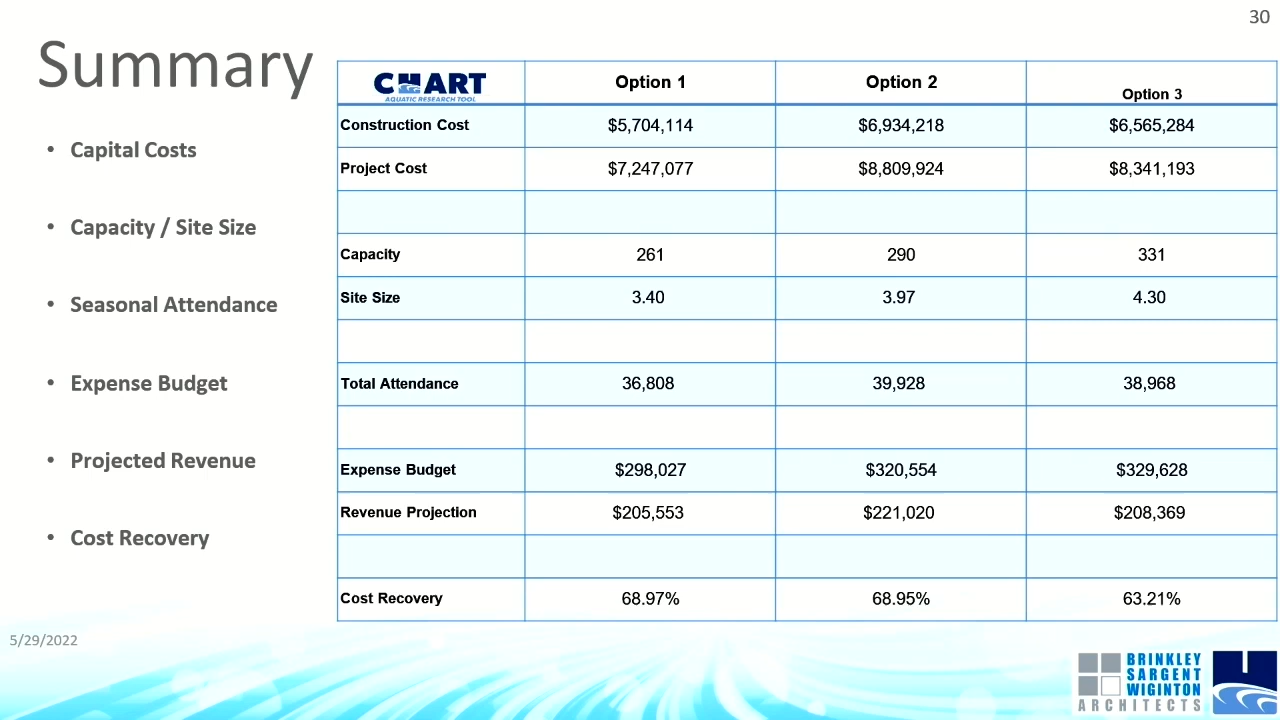 30
Summary
• Capital Costs
• Capacity / Site Size
• Seasonal Attendance
• Expense Budget
• Projected Revenue
• Cost Recovery
CHART Option 1 Option 2 Option 3
AQUATIC RESEARCH TOOL
Construction Cost $5,704,114 $6,934,218 $6,565,284
Project Cost $7,247,077 $8,809,924 $8,341,193
Capacity 261 290 331
Site Size 3.40 3.97 4.30
Total Attendance 36,808 39,928 38,968
Expense Budget $298,027 $320,554 $329,628
Revenue Projection $205,553 $221,020 $208,369
Cost Recovery 68.97% 68.95% 63.21%
5/29/2022
BRINKLEY
SARGENT
WIGINTON
ARCHITECTS